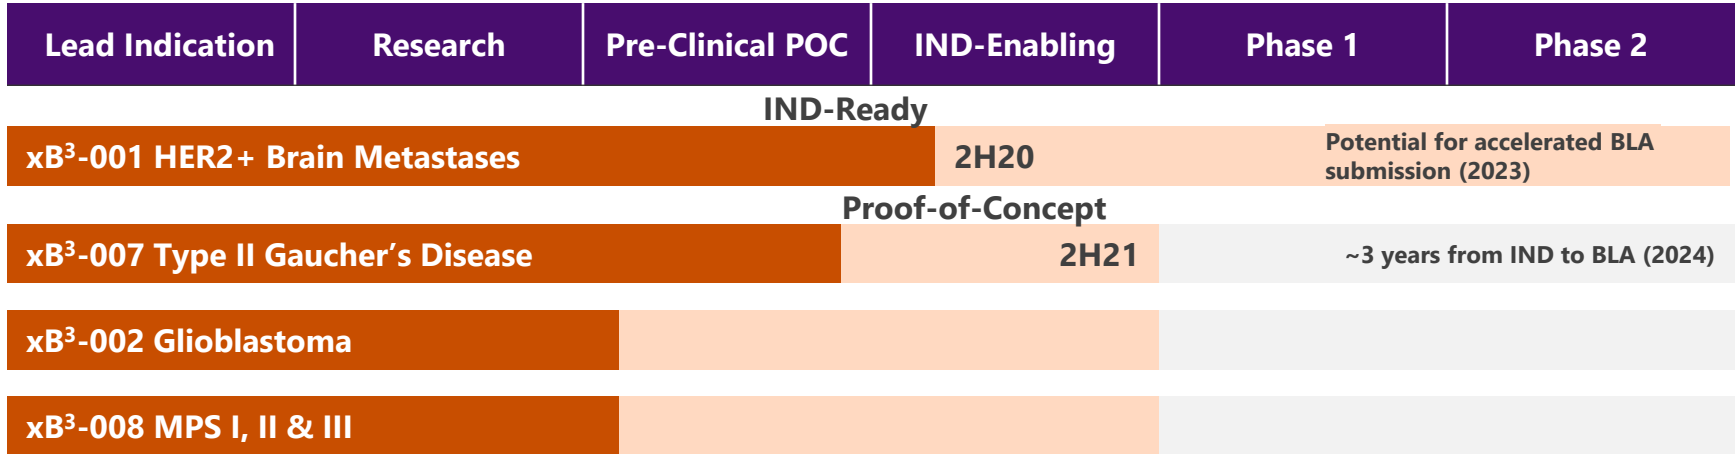 Lead Indication Research Pre-Clinical POC IND-Enabling Phase 1 Phase 2
IND-Ready
xB³-001 HER2+ Brain Metastases 2H20 Potential for accelerated BLA
submission (2023)
Proof-of-Concept
xB³-007 Type II Gaucher’s Disease 2H21 ~3 years from IND to BLA (2024)
xB³-002 Glioblastoma
xB³-008 MPS I, II & III